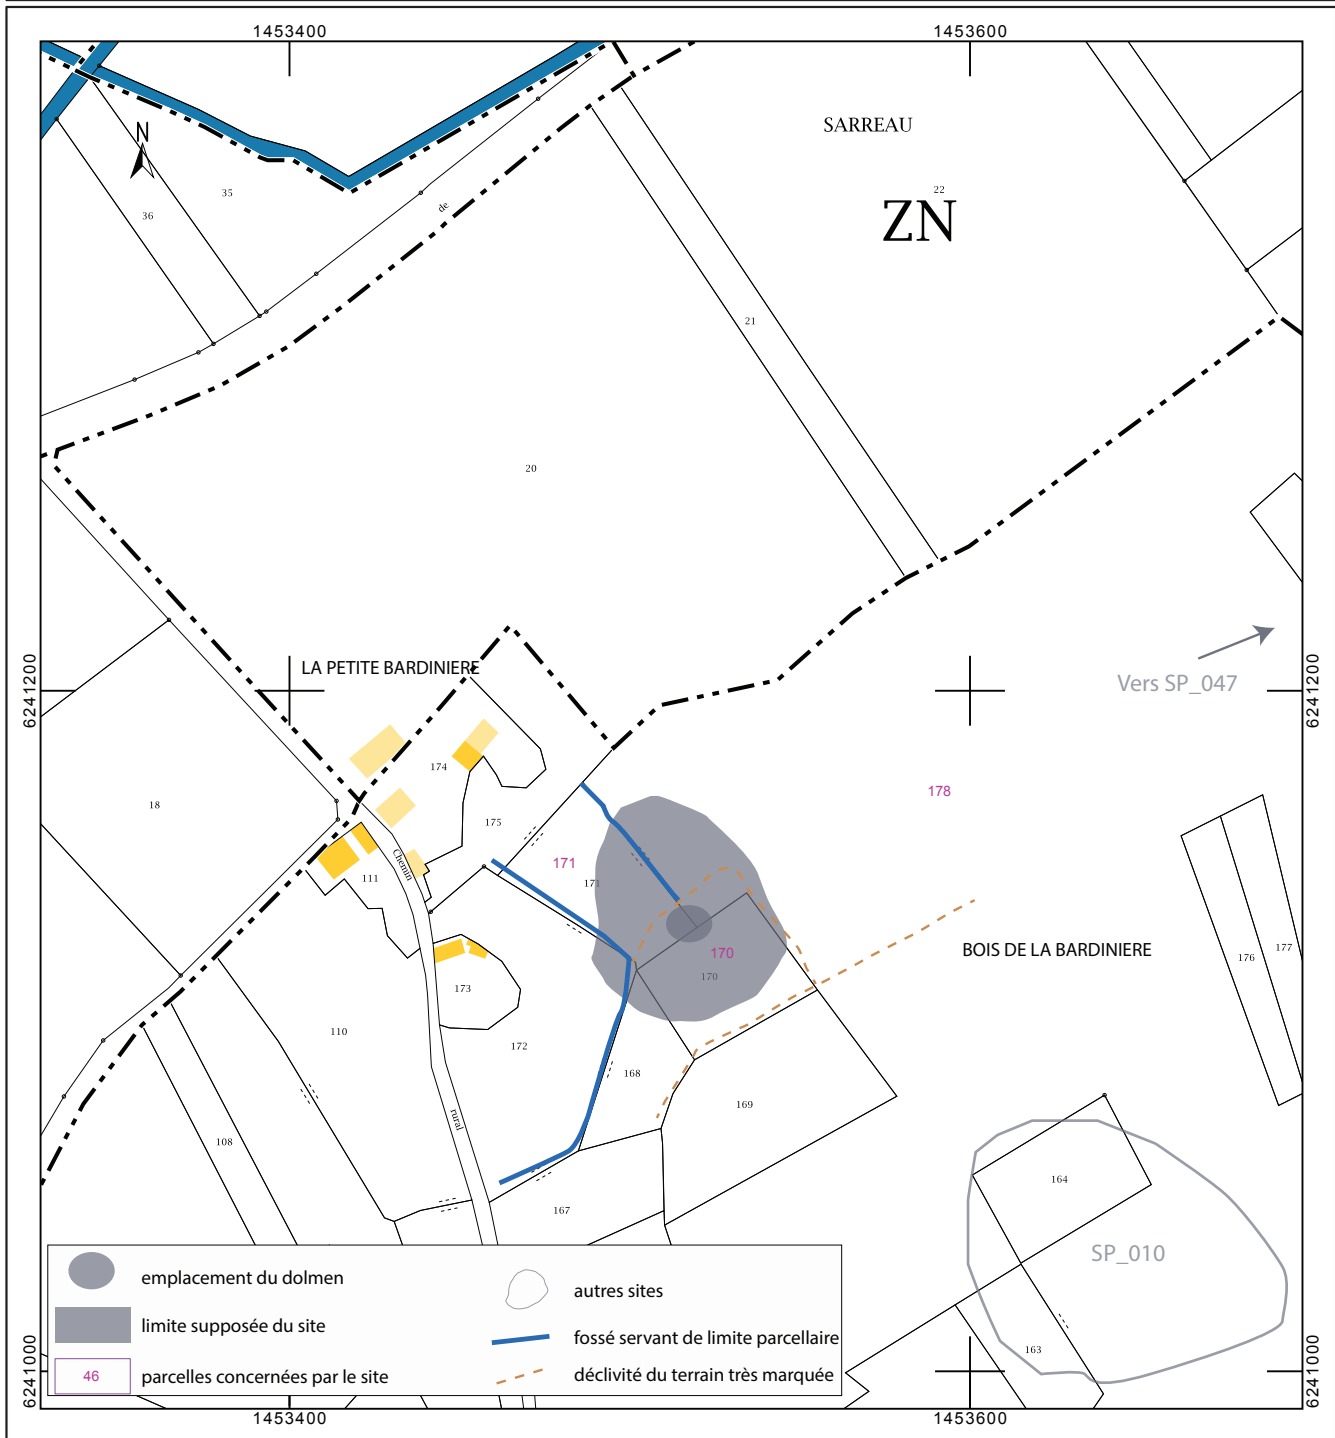 1453400
1453600
N
SARREAU
22
ZN
35
36
de
21
20
6241200
6241200
LA PETITE BARDINIERE
Vers SP_047
174
178
18
175
Chemin
171
171
111
170
170
BOIS DE LA BARDINIERE
177
176
173
110
172
168
169
rural
108
164
167
SP_010
163
emplacement du dolmen
limite supposée du site
46 parcelles concernées par le site
autres sites
fossé servant de limite parcellaire
déclivité du terrain très marquée
6241000
6241000
1453400
1453600